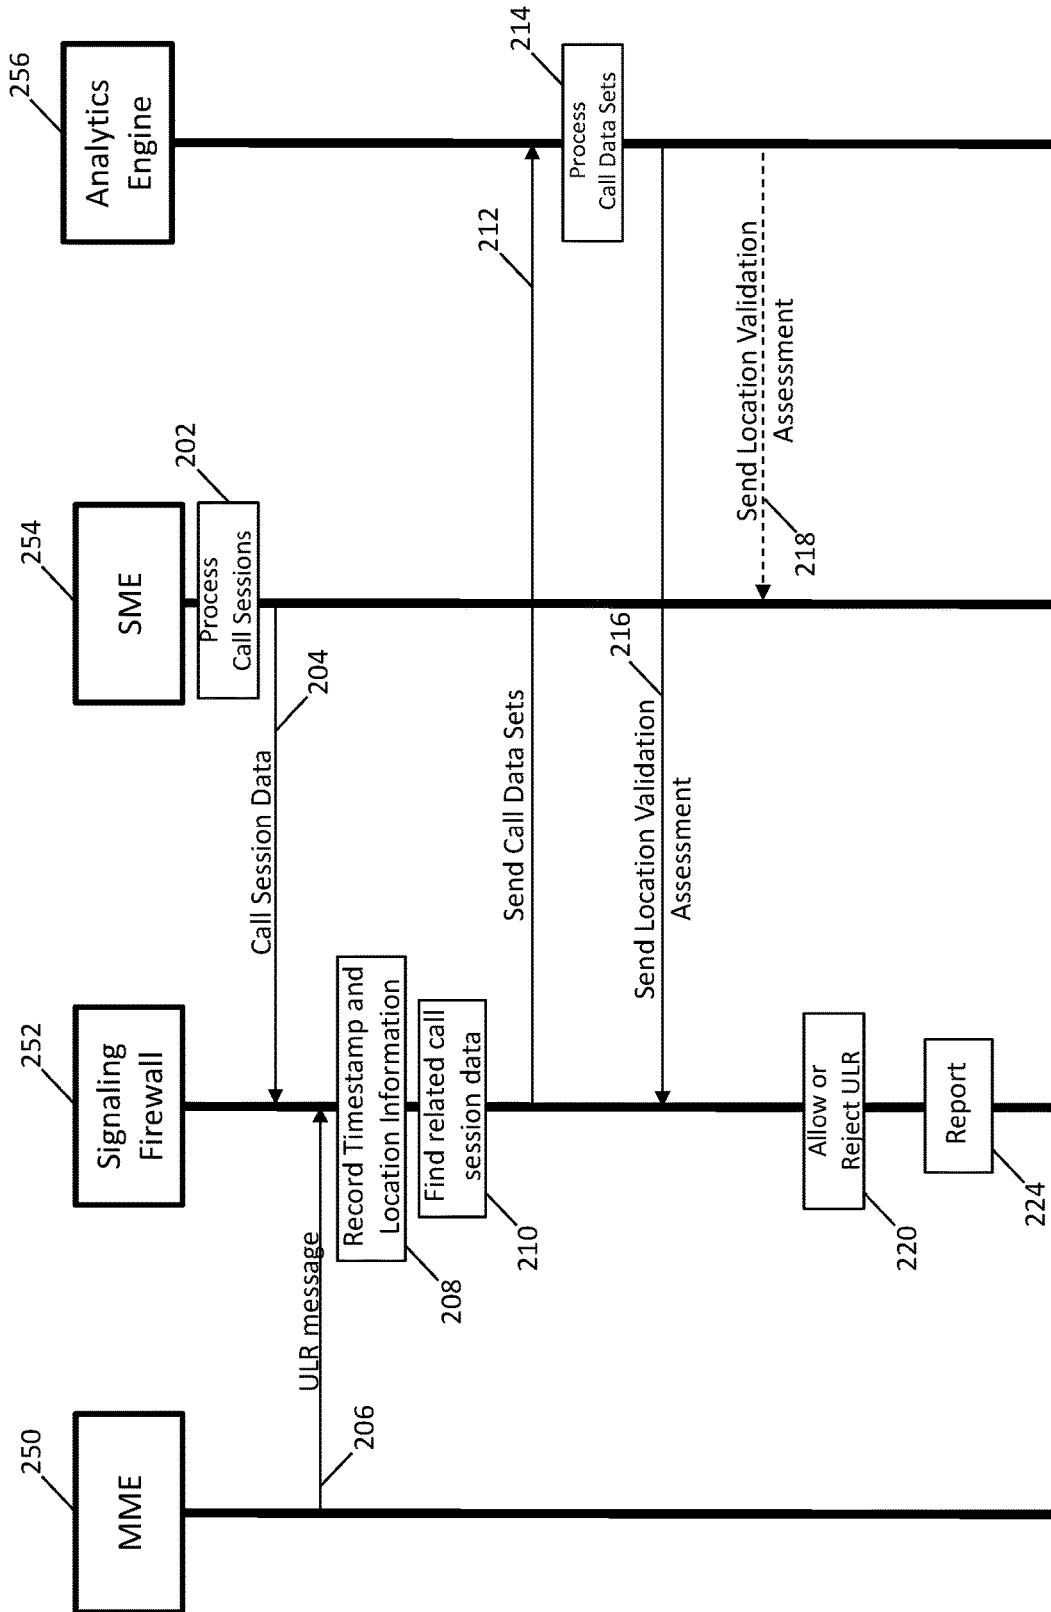 250
252
254
256
MME
Signaling
Firewall
SME
Analytics
Engine
Process
Call Sessions
202
Call Session Data
204
ULR message
206
Record Timestamp and
Location Information
208
Find related call
session data
210
Send Call Data Sets
212
Process
Call Data Sets
214
Send Location Validation
Assessment
216
Send Location Validation
Assessment
218
Allow or
Reject ULR
220
Report
224